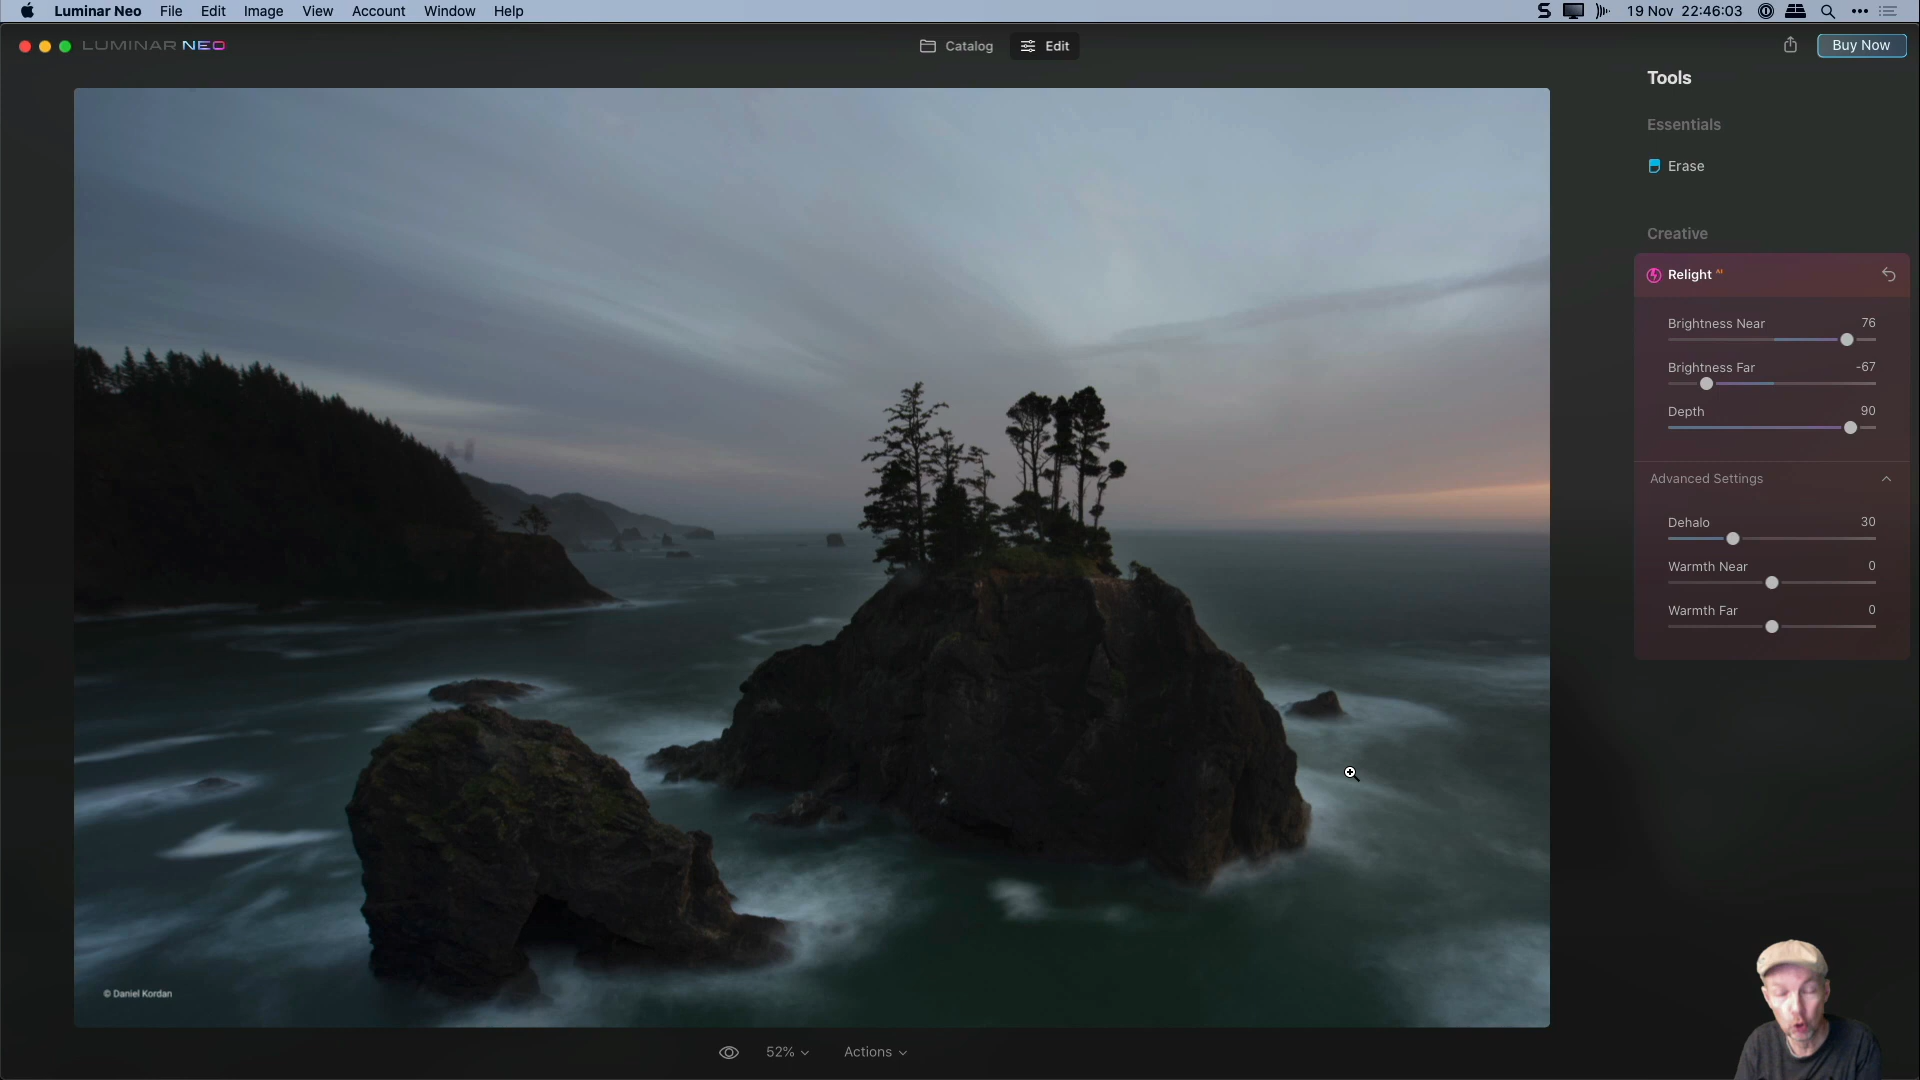 Luminar Neo File Edit Image View Account Window Help 19 Nov 22:46:03
LUMINAR NEO
Catalog
Edit
Buy Now
Tools
Essentials
Erase
Creative
Relight AI
Brightness Near 76
Brightness Far -67
Depth 90
Advanced Settings
Dehalo 30
Warmth Near 0
Warmth Far 0
© Daniel Kordan
52%
Actions